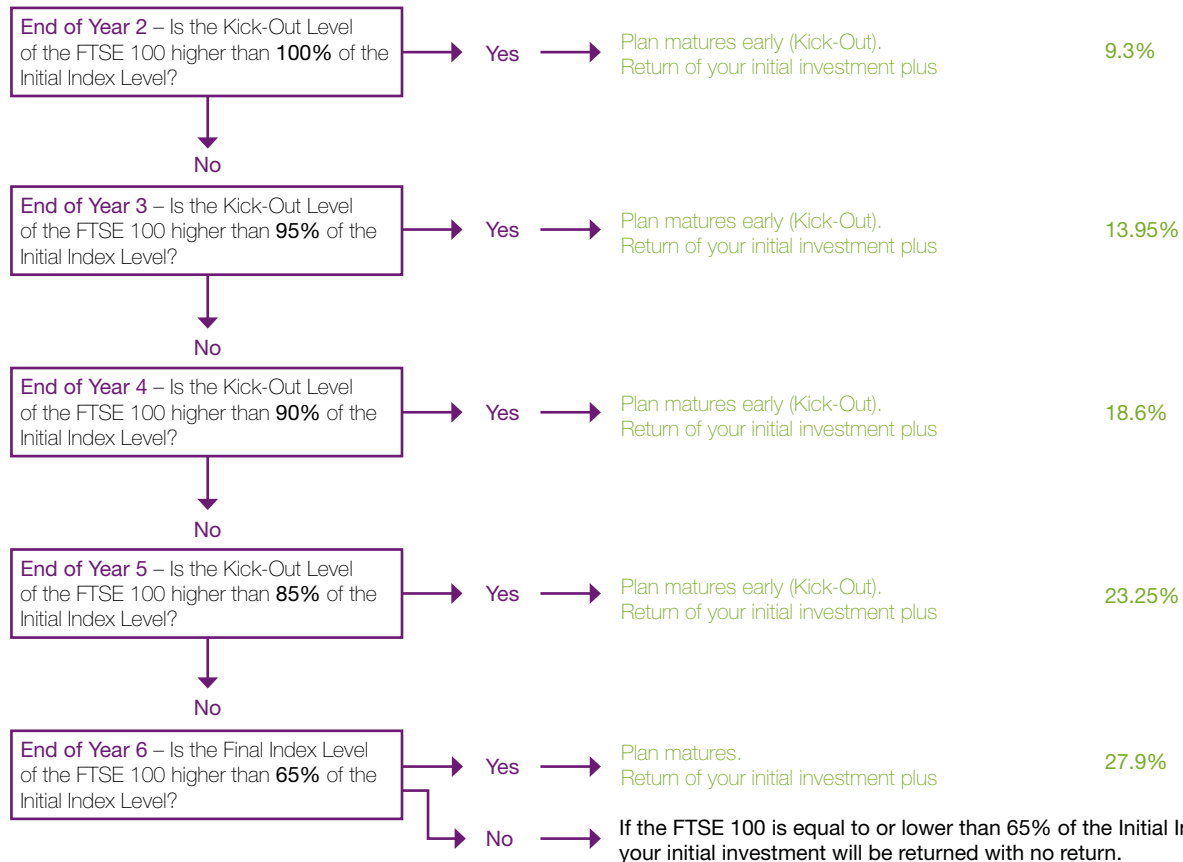 End of Year 2 – Is the Kick-Out Level
of the FTSE 100 higher than 100% of the
Initial Index Level?
Yes
Plan matures early (Kick-Out).
Return of your initial investment plus
9.3%
No
End of Year 3 – Is the Kick-Out Level
of the FTSE 100 higher than 95% of the
Initial Index Level?
Yes
Plan matures early (Kick-Out).
Return of your initial investment plus
13.95%
No
End of Year 4 – Is the Kick-Out Level
of the FTSE 100 higher than 90% of the
Initial Index Level?
Yes
Plan matures early (Kick-Out).
Return of your initial investment plus
18.6%
No
End of Year 5 – Is the Kick-Out Level
of the FTSE 100 higher than 85% of the
Initial Index Level?
Yes
Plan matures early (Kick-Out).
Return of your initial investment plus
23.25%
No
End of Year 6 – Is the Final Index Level
of the FTSE 100 higher than 65% of the
Initial Index Level?
Yes
Plan matures.
Return of your initial investment plus
27.9%
No
If the FTSE 100 is equal to or lower than 65% of the Initial
your initial investment will be returned with no return.